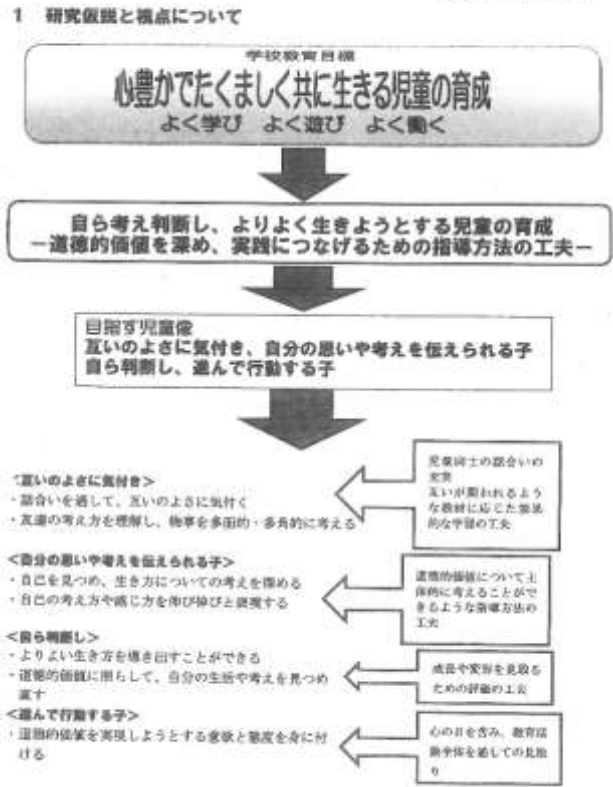 1 研究仮説と視点について
学校教育目標
心豊かでたくましく共に生きる児童の育成
よく学び よく遊び よく働く
自ら考え判断し、よりよく生きようとする児童の育成
－道徳的価値を深め、実践につなげるための指導方法の工夫－
目指す児童像
互いのよさに気付き、自分の思いや考えを伝えられる子
自ら判断し、進んで行動する子
<互いのよさに気付き>
・話合いを通して、互いのよさに気付く
・友達の考え方を理解し、物事を多面的・多角的に考える
児童同士の話合いの
充実
互いが
るよう
な教材に応じた効果
的な学習の工夫
<自分の思いや考えを伝えられる子>
・自己を見つめ、生き方についての考えを深める
・自己の考え方や感じ方を伸び伸びと表現する
道徳的価値について主
体的に考えることがで
きるような指導方法の
工夫
<自ら判断し>
・よりよい生き方を導き出すことができる
・道徳的価値に照らして、自分の生活や考えを見つめ
直す
成長や変容を見取る
ための評価の工夫
<進んで行動する子>
・道徳的価値を実現しようとする意欲と態度を身に付
ける
心の日を含み、教育活
動全体を通しての見取
り